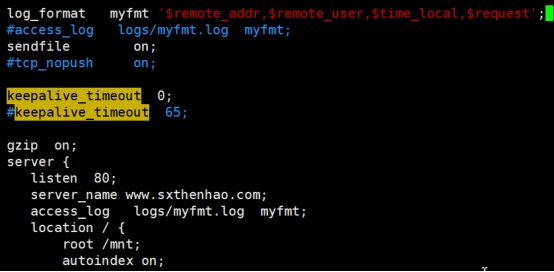 log_format   myfmt '$remote_addr,$remote_user,$time_local,$request';
#access_log   logs/myfmt.log  myfmt;
sendfile        on;
#tcp_nopush     on;
keepalive_timeout  0;
#keepalive_timeout  65;
gzip  on;
server {
   listen  80;
   server_name www.sxthenhao.com;
   access_log   logs/myfmt.log  myfmt;
   location / {
       root /mnt;
       autoindex on;